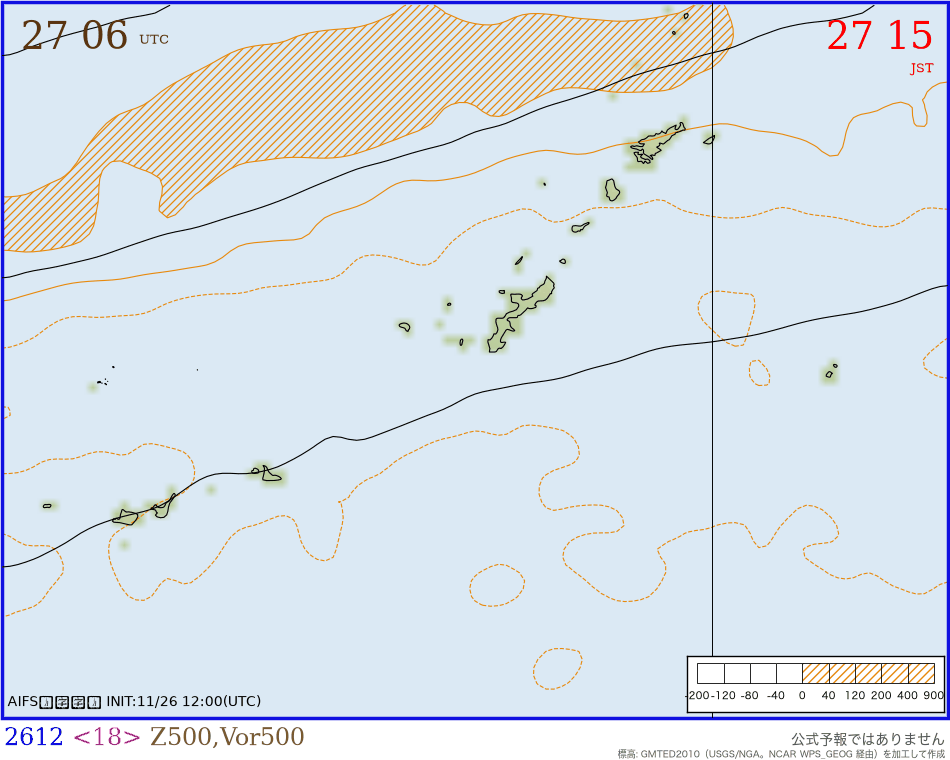 27 06 UTC
27 15
JST
-200 -120 -80 -40 0 40 120 200 400 900
AIFS INIT:11/26 12:00(UTC)
2612 <18> Z500,Vor500
公式予報ではありません
標高: GMTED2010（USGS/NGA。NCAR WPS_GEOG 経由）を加工して作成